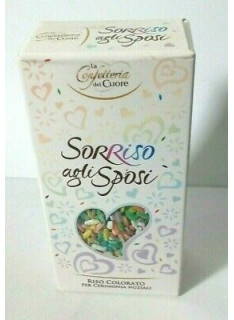 la
Confetteria
del Cuore
SORRISO
agli SPOSI
RISO COLORATO
PER CERIMONIA NUZIALE